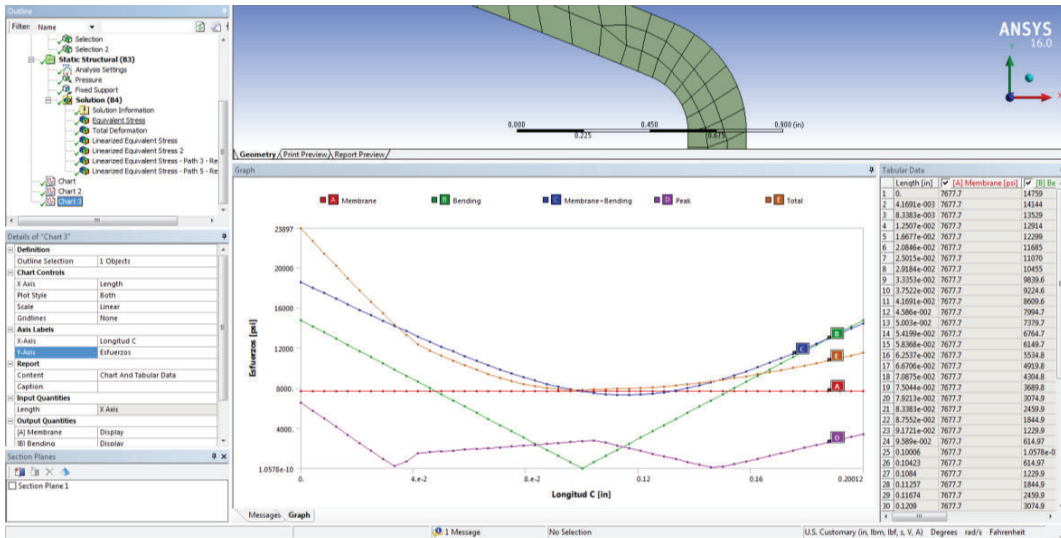 Outline
Filter: Name
Selection
Selection 2
Static Structural (B3)
Analysis Settings
Pressure
Fixed Support
Solution (B4)
Solution Information
Equivalent Stress
Total Deformation
Linearized Equivalent Stress
Linearized Equivalent Stress 2
Linearized Equivalent Stress - Path 3 - Re
Linearized Equivalent Stress - Path 5 - Re
Chart
Chart 2
Chart 3
Details of "Chart 3"
Definition
Outline Selection 1 Objects
Chart Controls
X Axis Length
Plot Style Both
Scale Linear
Gridlines None
Axis Labels
X-Axis Longitud C
Y-Axis Esfuerzos
Report
Content Chart And Tabular Data
Caption
Input Quantities
Length X Axis
Output Quantities
[A] Membrane Display
[B] Bending Display
Section Planes
Section Plane 1
ANSYS
16.0
Y
X
0.000 0.450 0.900 (in)
0.225 0.675
Geometry Print Preview Report Preview
Graph
A Membrane B Bending C Membrane+Bending D Peak E Total
23897
20000
16000
12000
8000.
4000.
1.0578e-10
Esfuerzos [psi]
B
C
E
A
D
0. 4.e-2 8.e-2 0.12 0.16 0.20012
Longitud C [in]
Messages Graph
Tabular Data
Length [in] [A] Membrane [psi] [B] Be
1 0. 7677.7 14759
2 4.1691e-003 7677.7 14144
3 8.3383e-003 7677.7 13529
4 1.2507e-002 7677.7 12914
5 1.6677e-002 7677.7 12299
6 2.0846e-002 7677.7 11685
7 2.5015e-002 7677.7 11070
8 2.9184e-002 7677.7 10455
9 3.3353e-002 7677.7 9839.6
10 3.7522e-002 7677.7 9224.6
11 4.1691e-002 7677.7 8609.6
12 4.586e-002 7677.7 7994.7
13 5.003e-002 7677.7 7379.7
14 5.4199e-002 7677.7 6764.7
15 5.8368e-002 7677.7 6149.7
16 6.2537e-002 7677.7 5534.8
17 6.6706e-002 7677.7 4919.8
18 7.0875e-002 7677.7 4304.8
19 7.5044e-002 7677.7 3689.8
20 7.9213e-002 7677.7 3074.9
21 8.3383e-002 7677.7 2459.9
22 8.7552e-002 7677.7 1844.9
23 9.1721e-002 7677.7 1229.9
24 9.589e-002 7677.7 614.97
25 0.10006 7677.7 1.0578e-0
26 0.10423 7677.7 614.97
27 0.1084 7677.7 1229.9
28 0.11257 7677.7 1844.9
29 0.11674 7677.7 2459.9
30 0.1209 7677.7 3074.9
1 Message No Selection U.S. Customary (in, lbm, lbf, s, V, A) Degrees rad/s Fahrenheit